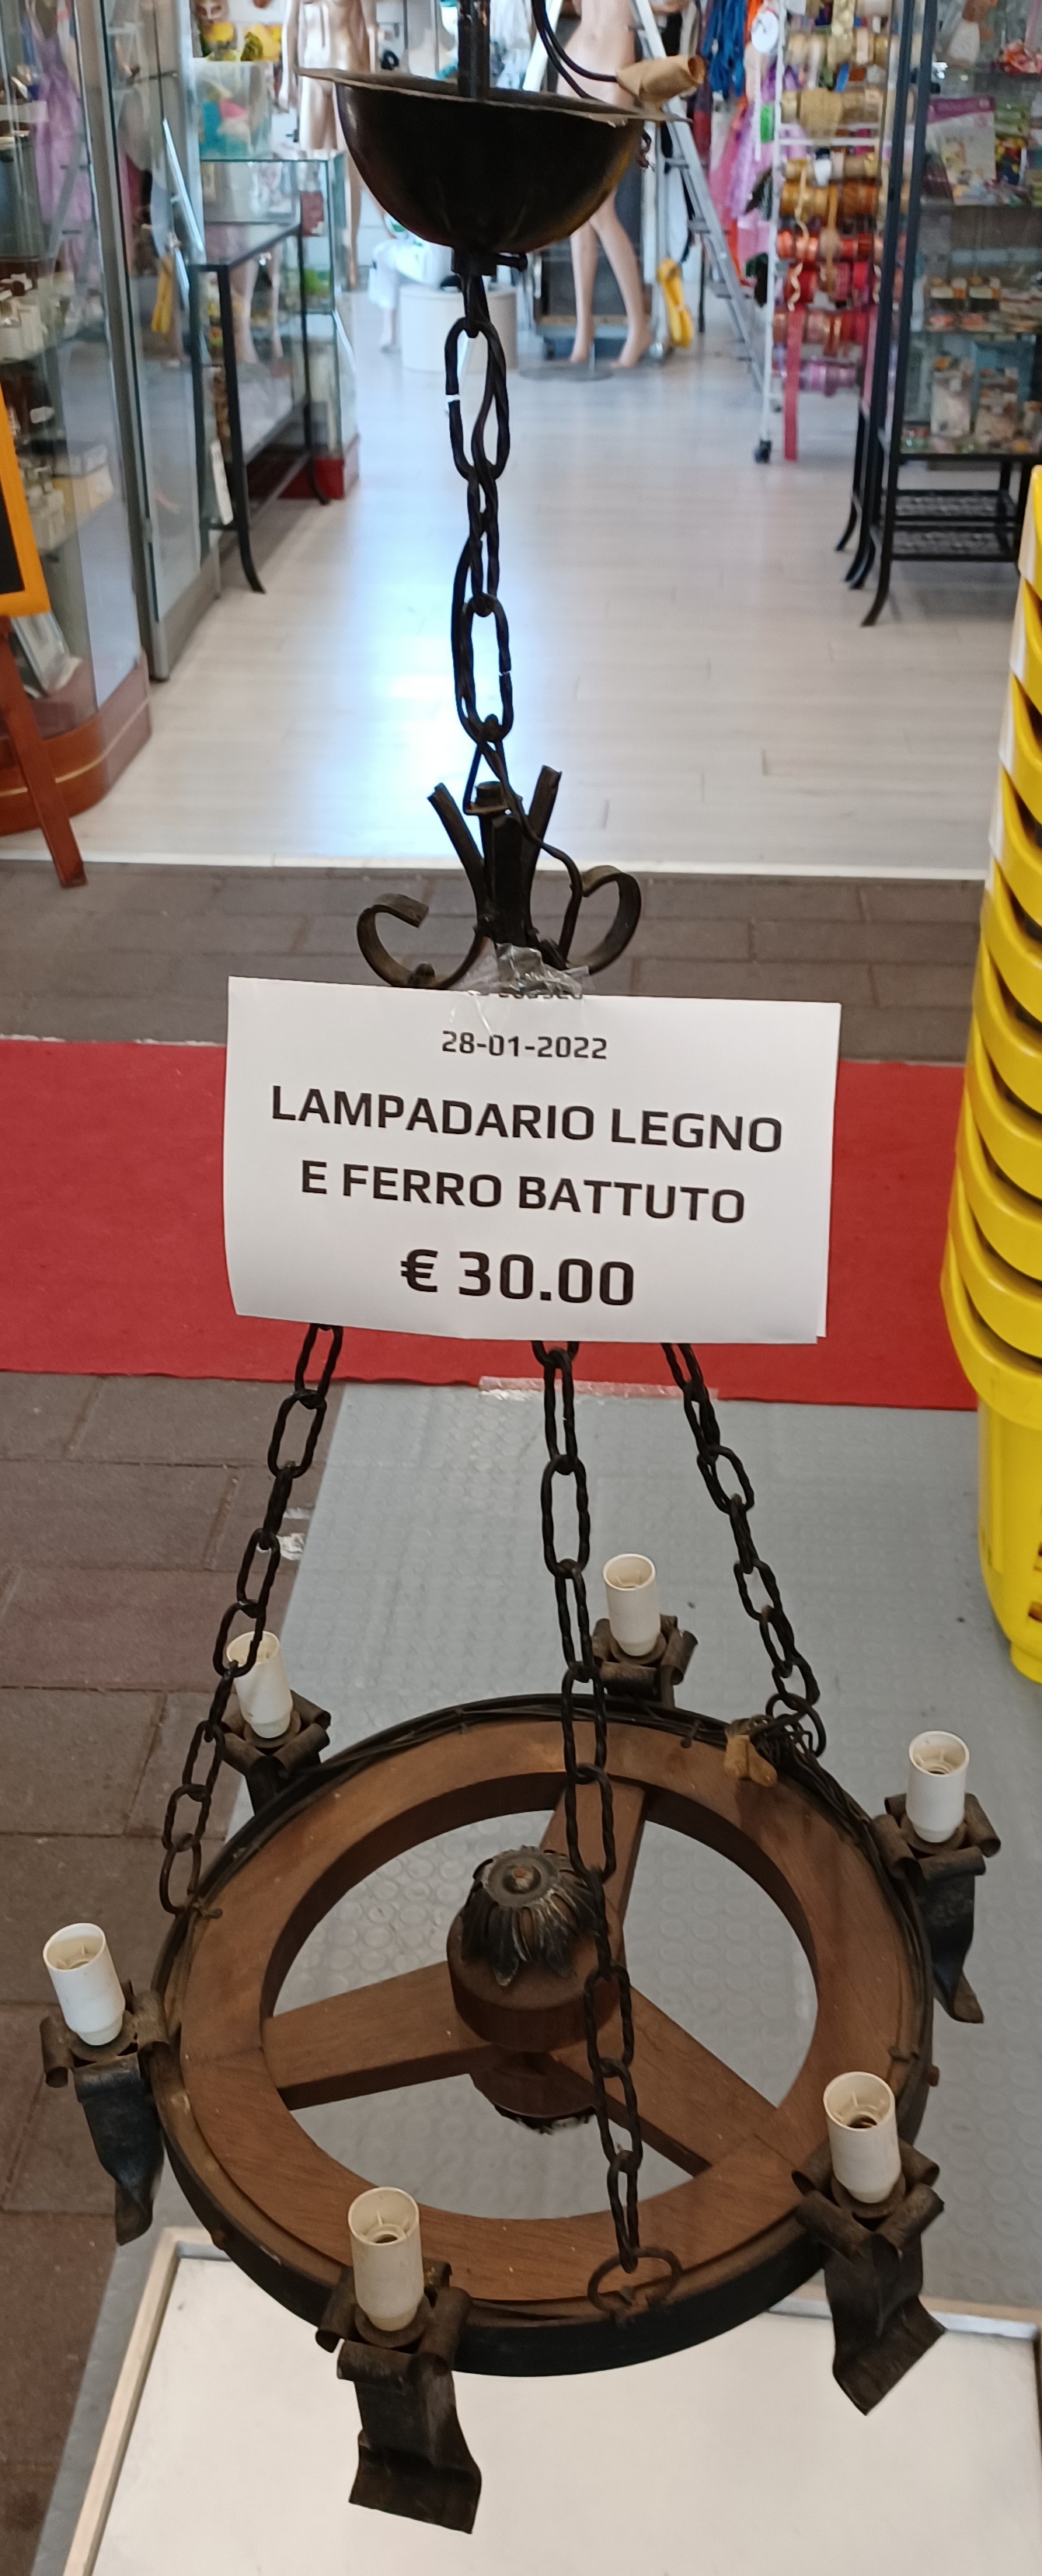 28-01-2022
LAMPADARIO LEGNO
E FERRO BATTUTO
€ 30.00